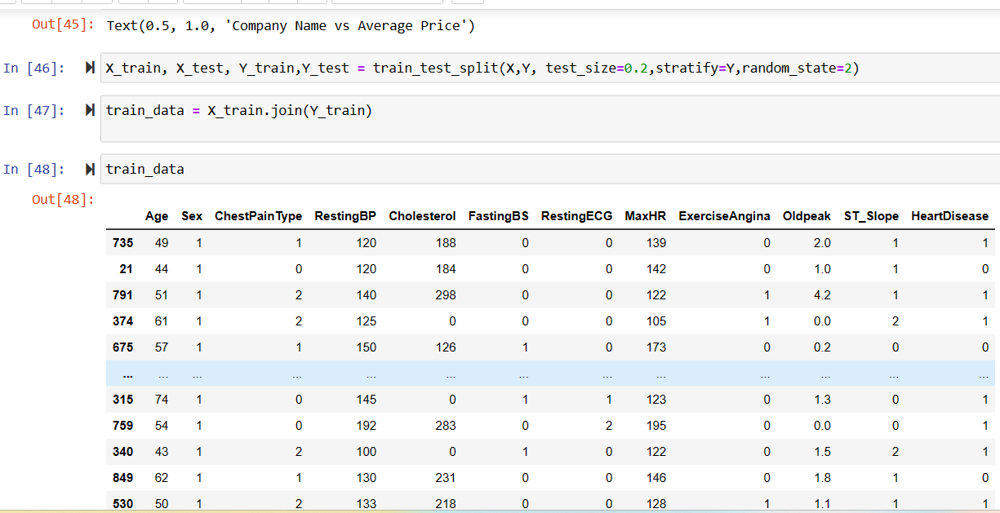 Out[45]: Text(0.5, 1.0, 'Company Name vs Average Price')
In [46]: X_train, X_test, Y_train,Y_test = train_test_split(X,Y, test_size=0.2,stratify=Y,random_state=2)
In [47]: train_data = X_train.join(Y_train)
In [48]: train_data
Out[48]:
Age Sex ChestPainType RestingBP Cholesterol FastingBS RestingECG MaxHR ExerciseAngina Oldpeak ST_Slope HeartDisease
735 49 1 1 120 188 0 0 139 0 2.0 1 1
21 44 1 0 120 184 0 0 142 0 1.0 1 0
791 51 1 2 140 298 0 0 122 1 4.2 1 1
374 61 1 2 125 0 0 0 105 1 0.0 2 1
675 57 1 1 150 126 1 0 173 0 0.2 0 0
... ... ... ... ... ... ... ... ... ... ... ... ...
315 74 1 0 145 0 1 1 123 0 1.3 0 1
759 54 1 0 192 283 0 2 195 0 0.0 0 1
340 43 1 2 100 0 1 0 122 0 1.5 2 1
849 62 1 1 130 231 0 0 146 0 1.8 1 0
530 50 1 2 133 218 0 0 128 1 1.1 1 1